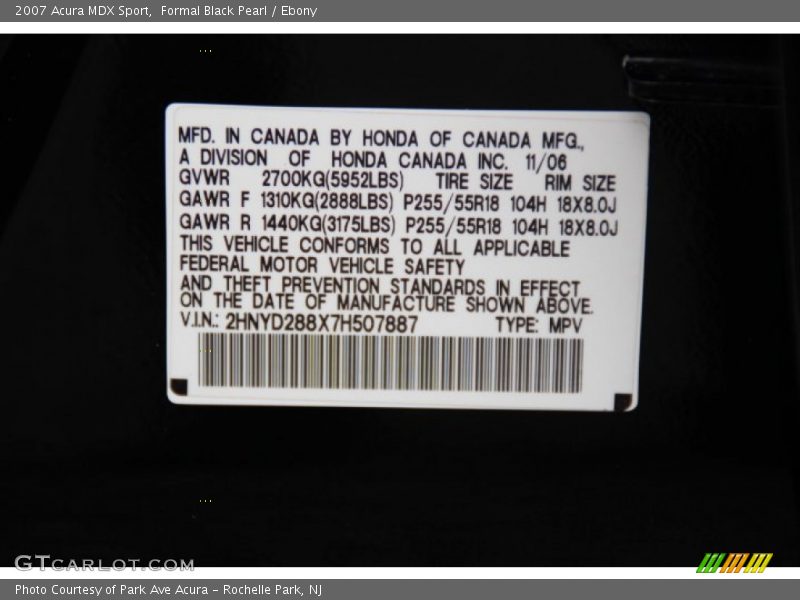 2007 Acura MDX Sport,  Formal Black Pearl / Ebony
MFD. IN CANADA BY HONDA OF CANADA MFG.,
A DIVISION OF HONDA CANADA INC. 11/06
GVWR 2700KG(5952LBS) TIRE SIZE RIM SIZE
GAWR F 1310KG(2888LBS) P255/55R18 104H 18X8.0J
GAWR R 1440KG(3175LBS) P255/55R18 104H 18X8.0J
THIS VEHICLE CONFORMS TO ALL APPLICABLE
FEDERAL MOTOR VEHICLE SAFETY
AND THEFT PREVENTION STANDARDS IN EFFECT
ON THE DATE OF MANUFACTURE SHOWN ABOVE.
V.I.N.: 2HNYD288X7H507887 TYPE: MPV
GTCARLOT.COM
Photo Courtesy of Park Ave Acura - Rochelle Park, NJ